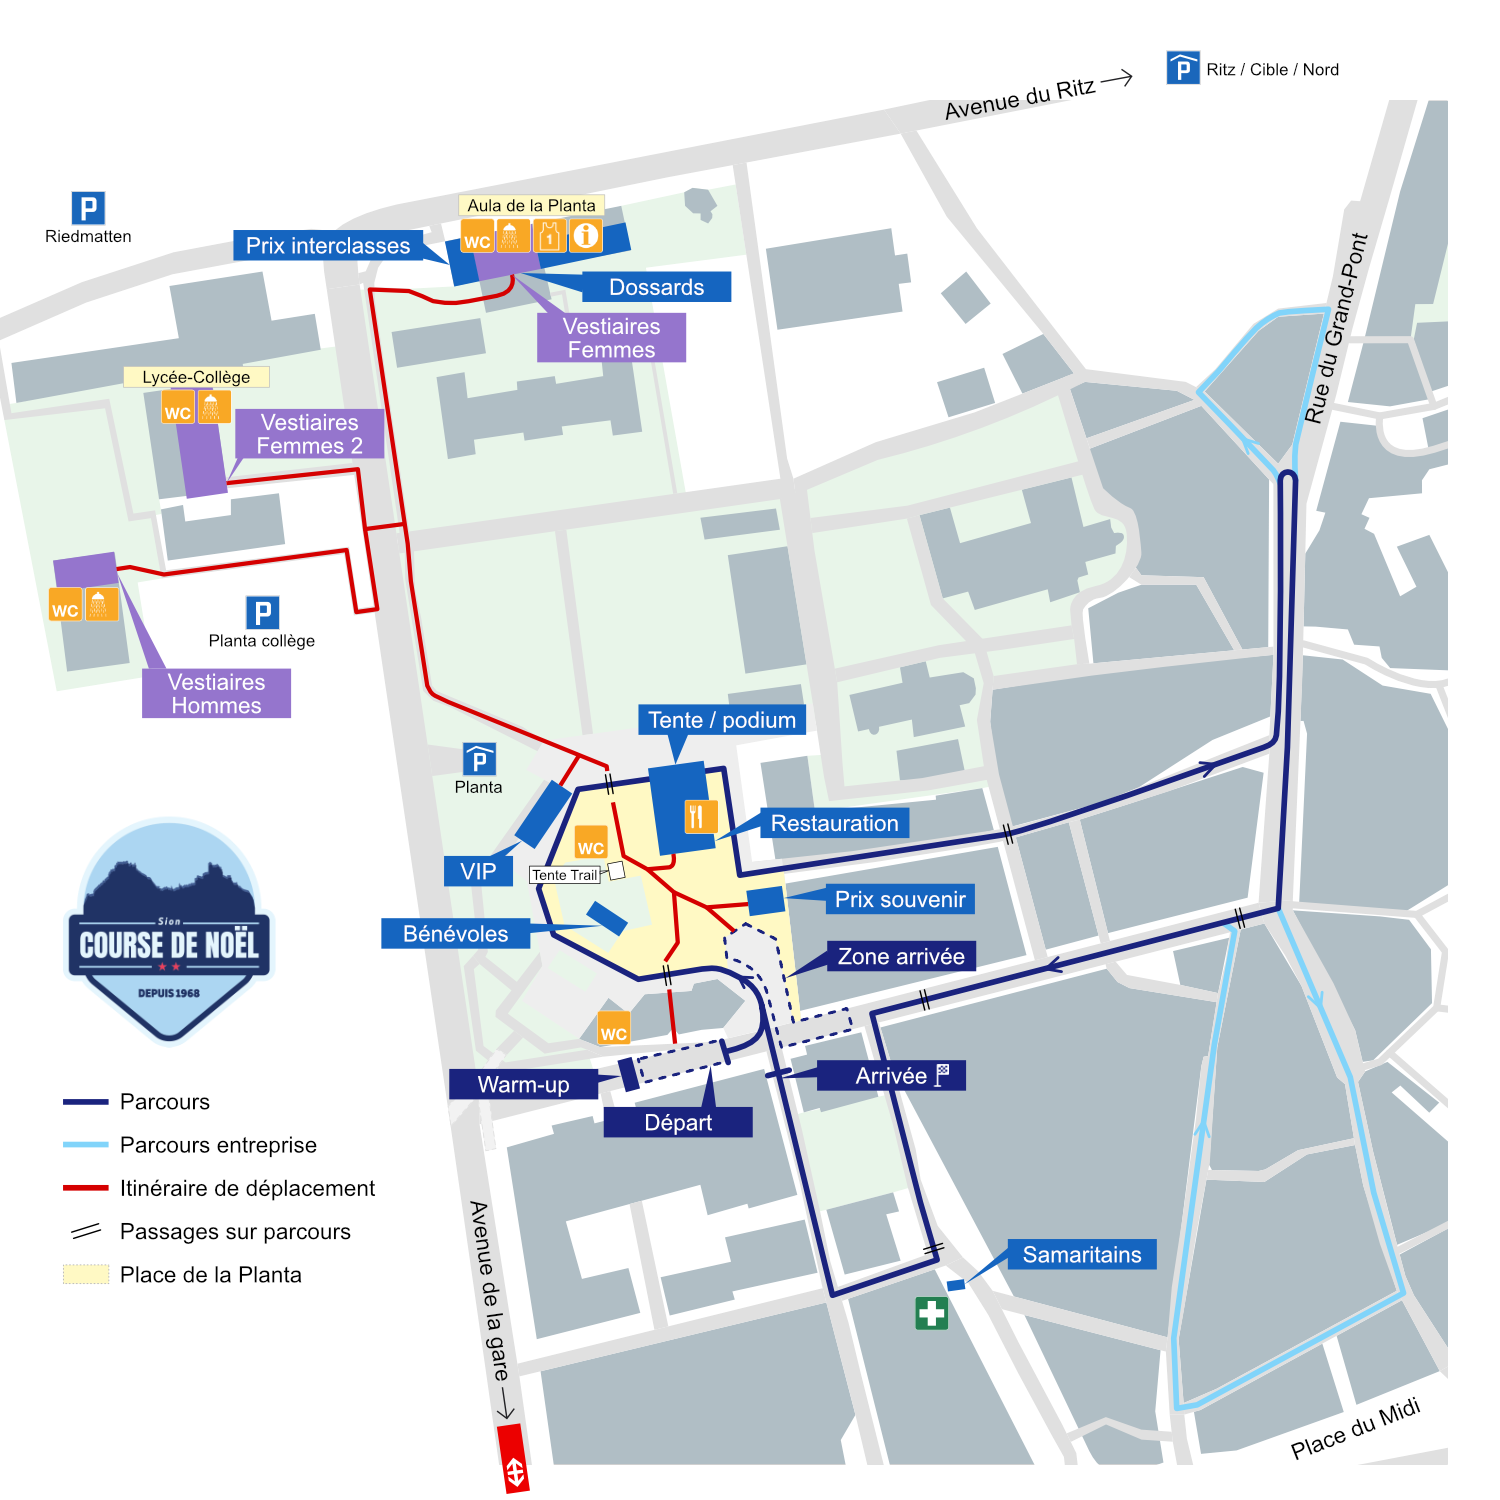 Ritz / Cible / Nord
Avenue du Ritz
Riedmatten
Aula de la Planta
WC
1
Prix interclasses
Dossards
Vestiaires
Femmes
Rue du Grand-Pont
Lycée-Collège
WC
Vestiaires
Femmes 2
WC
P
Planta collège
Vestiaires
Hommes
Tente / podium
P
Planta
Restauration
WC
VIP
Tente Trail
Prix souvenir
Bénévoles
Zone arrivée
Sion
COURSE DE NOËL
DEPUIS 1968
WC
Warm-up
Arrivée
Départ
Parcours
Parcours entreprise
Itinéraire de déplacement
Passages sur parcours
Place de la Planta
Avenue de la gare
Samaritains
Place du Midi
P
P